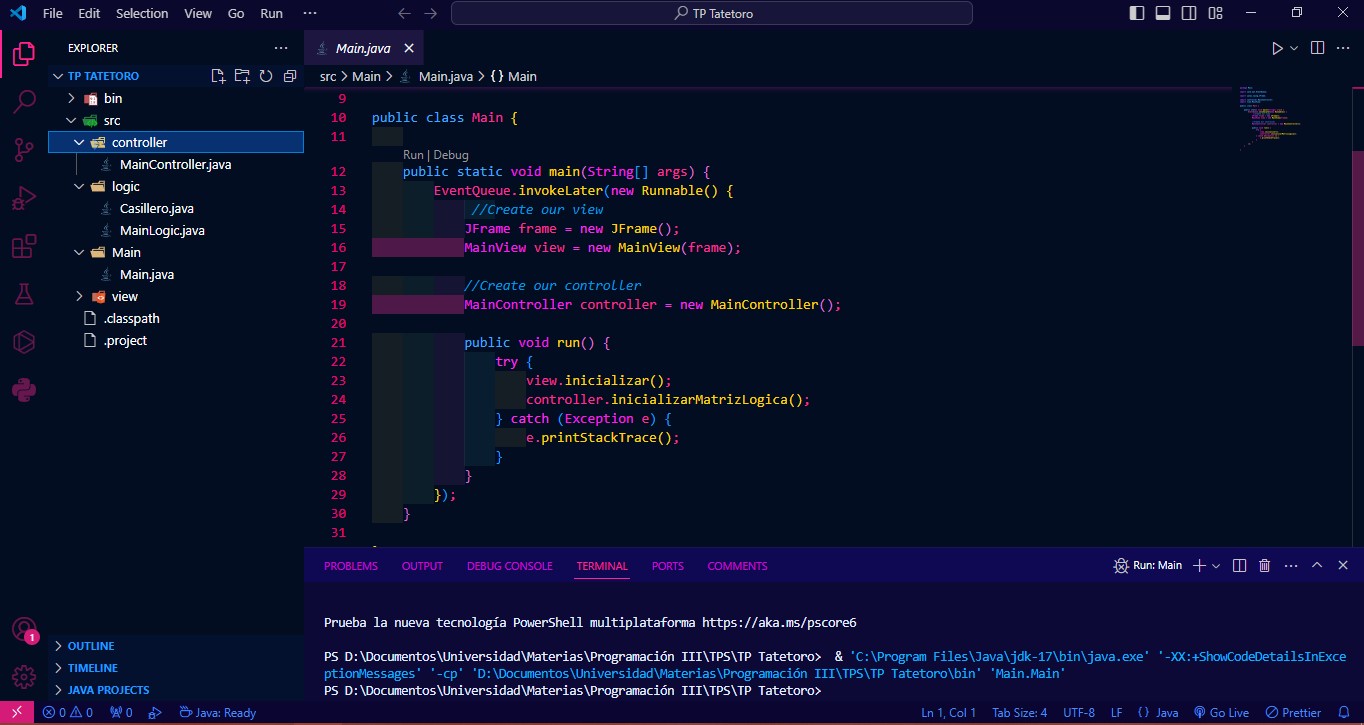 File Edit Selection View Go Run ···
TP Tatetoro
EXPLORER
TP TATETORO
bin
src
controller
MainController.java
logic
Casillero.java
MainLogic.java
Main
Main.java
view
.classpath
.project
OUTLINE
TIMELINE
JAVA PROJECTS
1
Main.java
src > Main > Main.java > {} Main
9
10 public class Main {
11
Run | Debug
12 public static void main(String[] args) {
13 EventQueue.invokeLater(new Runnable() {
14 //Create our view
15 JFrame frame = new JFrame();
16 MainView view = new MainView(frame);
17
18 //Create our controller
19 MainController controller = new MainController();
20
21 public void run() {
22 try {
23 view.inicializar();
24 controller.inicializarMatrizLogica();
25 } catch (Exception e) {
26 e.printStackTrace();
27 }
28 }
29 });
30 }
31
PROBLEMS OUTPUT DEBUG CONSOLE TERMINAL PORTS COMMENTS
Run: Main
Prueba la nueva tecnología PowerShell multiplataforma https://aka.ms/pscore6
PS D:\Documentos\Universidad\Materias\Programación III\TPS\TP Tatetoro> & 'C:\Program Files\Java\jdk-17\bin\java.exe' '-XX:+ShowCodeDetailsInExce
ptionMessages' '-cp' 'D:\Documentos\Universidad\Materias\Programación III\TPS\TP Tatetoro\bin' 'Main.Main'
PS D:\Documentos\Universidad\Materias\Programación III\TPS\TP Tatetoro>
0 0 0 Java: Ready Ln 1, Col 1 Tab Size: 4 UTF-8 LF {} Java Go Live Prettier